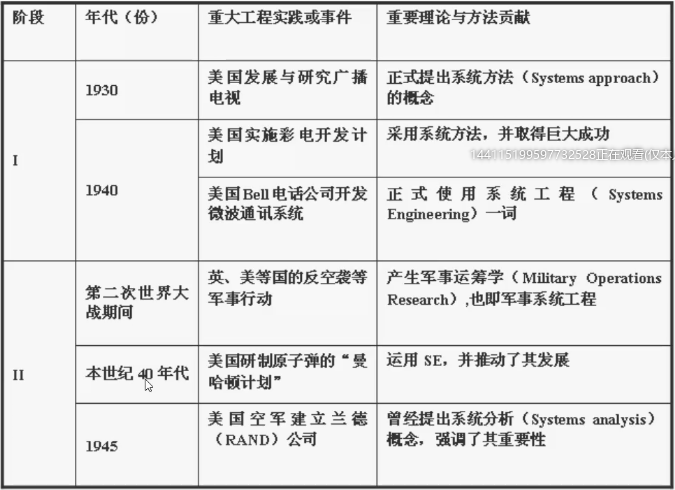 阶段 年代（份） 重大工程实践或事件 重要理论与方法贡献
I
1930
美国发展与研究广播
电视
正式提出系统方法（Systems approach）
的概念
1940
美国实施彩电开发计
划
采用系统方法，并取得巨大成功
144115199597732528正在观看(仅本
美国Bell电话公司开发
微波通讯系统
正式使用系统工程（Systems
Engineering）一词
II
第二次世界大
战期间
英、美等国的反空袭等
军事行动
产生军事运筹学（Military Operations
Research）,也即军事系统工程
本世纪40年代
美国研制原子弹的“曼
哈顿计划”
运用SE，并推动了其发展
1945
美国空军建立兰德
（RAND）公司
曾经提出系统分析（Systems analysis）
概念，强调了其重要性